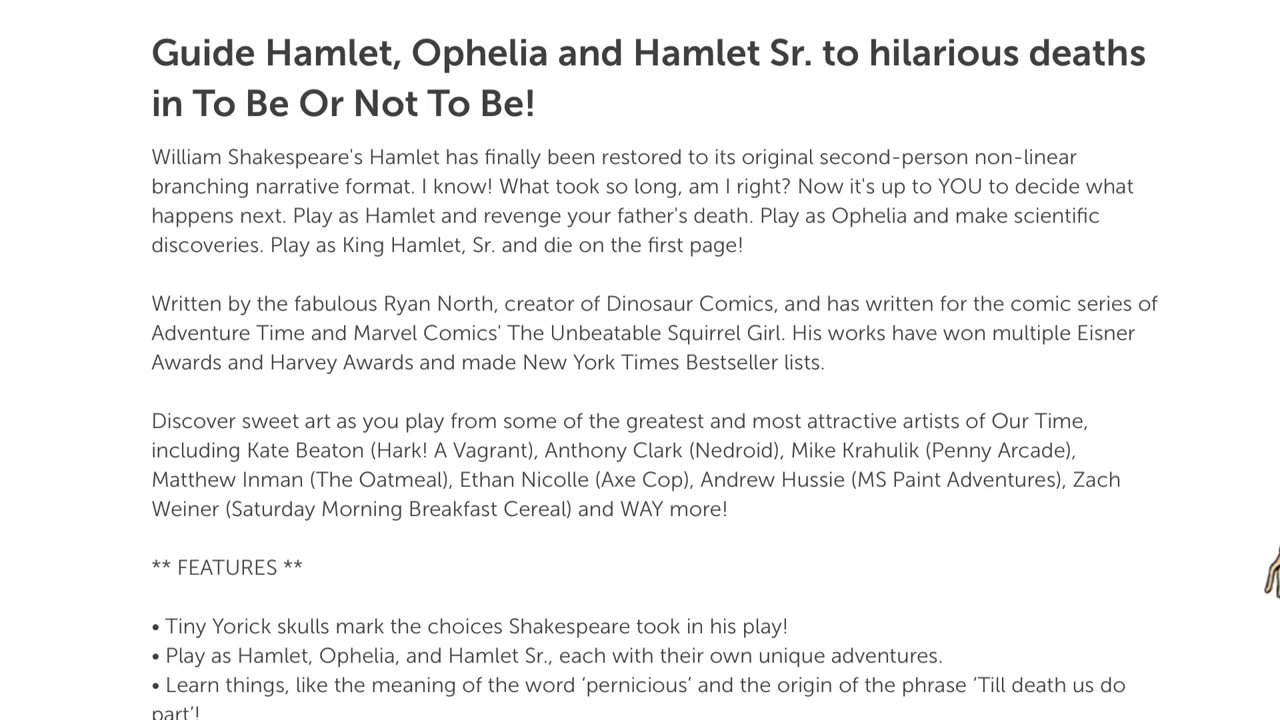 Guide Hamlet, Ophelia and Hamlet Sr. to hilarious deaths
in To Be Or Not To Be!
William Shakespeare's Hamlet has finally been restored to its original second-person non-linear
branching narrative format. I know! What took so long, am I right? Now it's up to YOU to decide what
happens next. Play as Hamlet and revenge your father's death. Play as Ophelia and make scientific
discoveries. Play as King Hamlet, Sr. and die on the first page!
Written by the fabulous Ryan North, creator of Dinosaur Comics, and has written for the comic series of
Adventure Time and Marvel Comics' The Unbeatable Squirrel Girl. His works have won multiple Eisner
Awards and Harvey Awards and made New York Times Bestseller lists.
Discover sweet art as you play from some of the greatest and most attractive artists of Our Time,
including Kate Beaton (Hark! A Vagrant), Anthony Clark (Nedroid), Mike Krahulik (Penny Arcade),
Matthew Inman (The Oatmeal), Ethan Nicolle (Axe Cop), Andrew Hussie (MS Paint Adventures), Zach
Weiner (Saturday Morning Breakfast Cereal) and WAY more!
** FEATURES **
• Tiny Yorick skulls mark the choices Shakespeare took in his play!
• Play as Hamlet, Ophelia, and Hamlet Sr., each with their own unique adventures.
• Learn things, like the meaning of the word ‘pernicious’ and the origin of the phrase ‘Till death us do
part’!